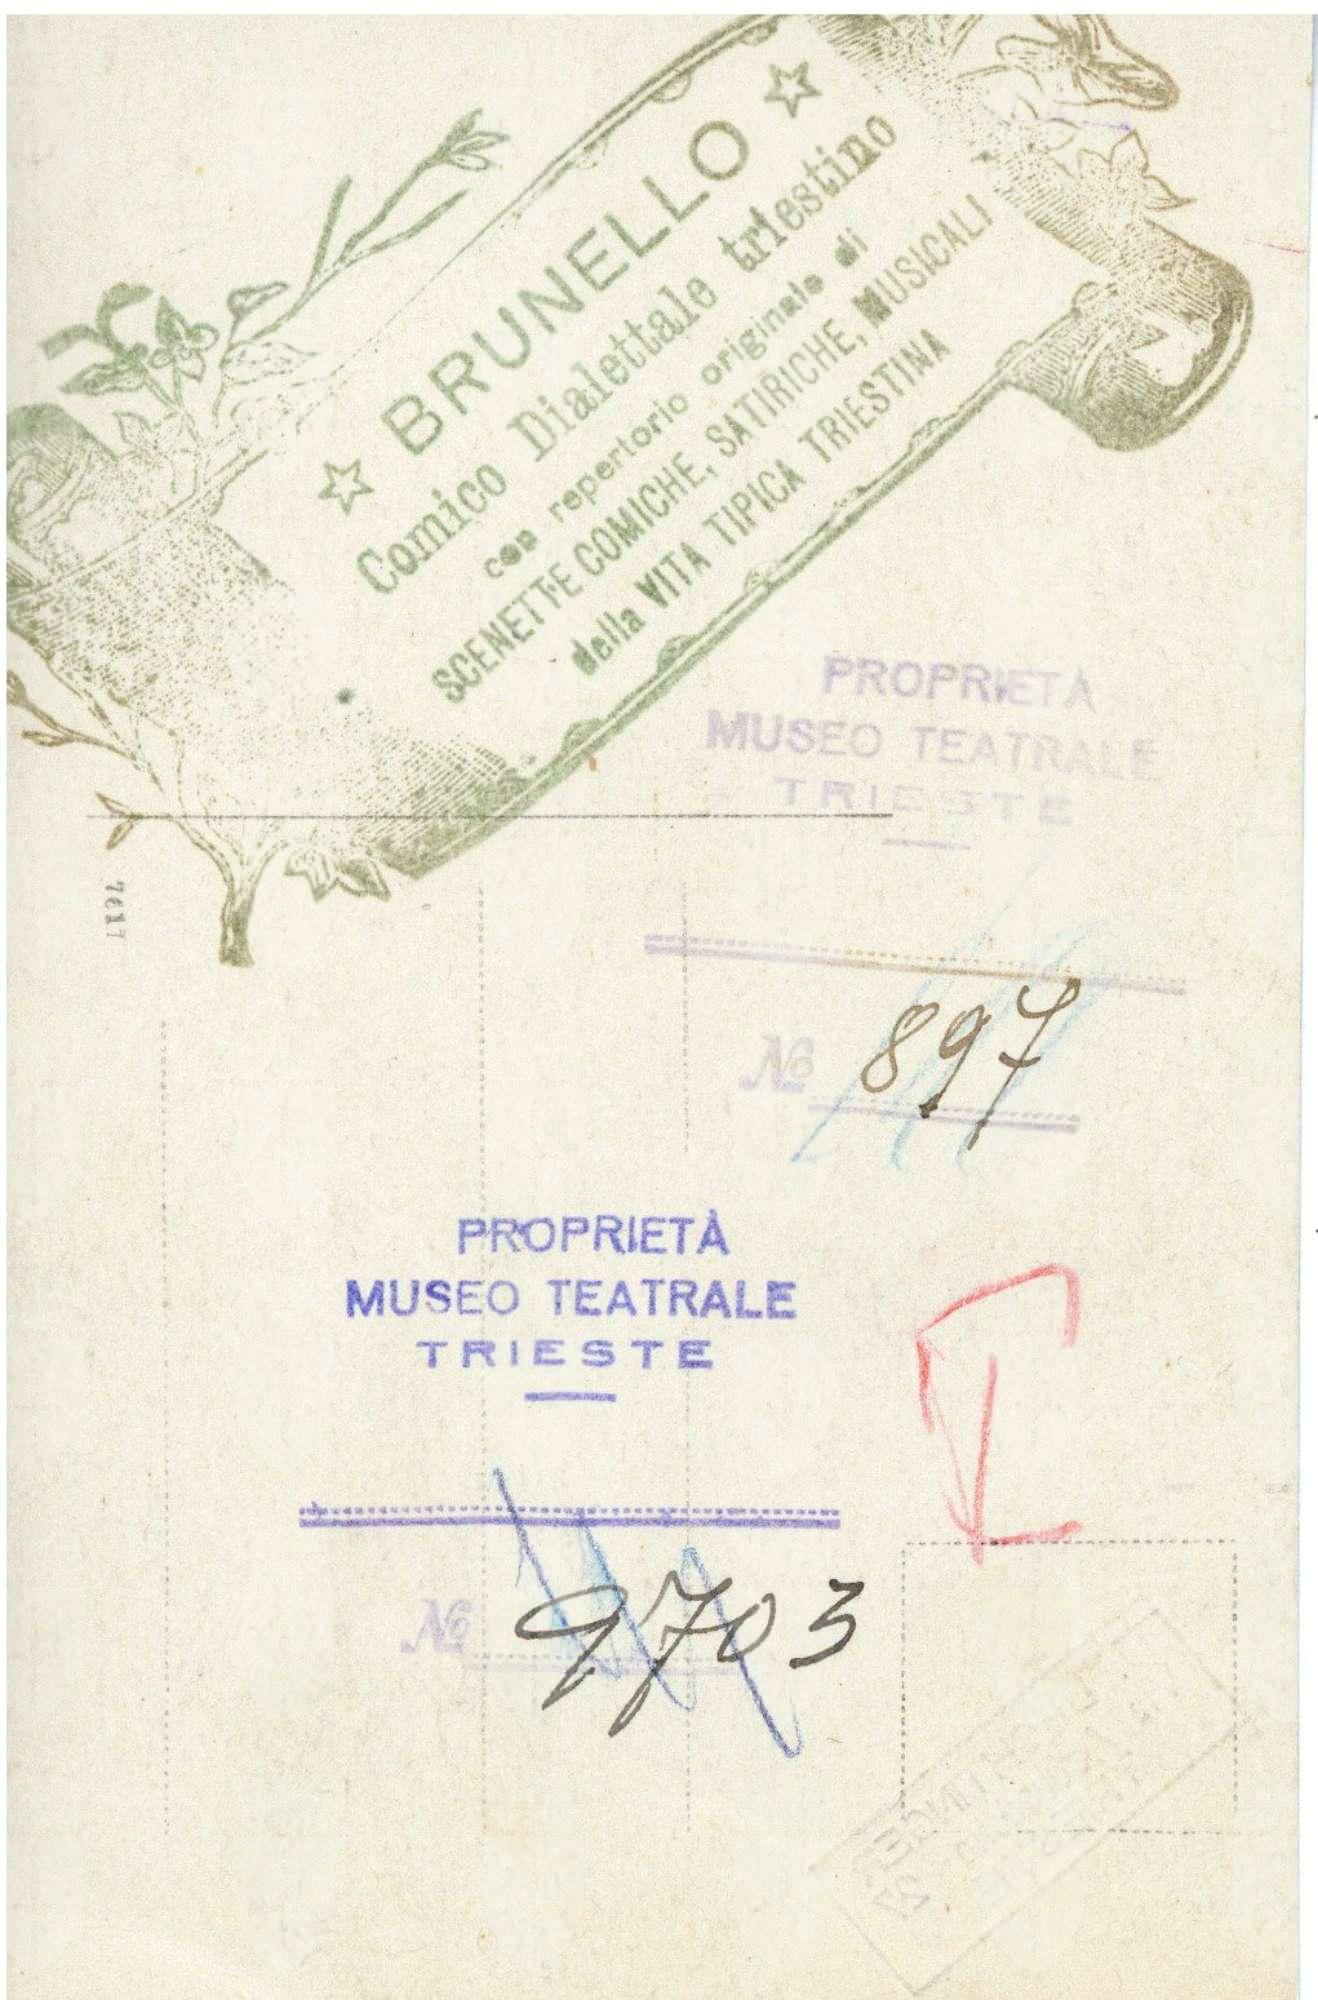 ☆ BRUNELLO ☆
Comico Dialettale triestino
con repertorio originale di
SCENETTE COMICHE, SATIRICHE, MUSICALI
della VITA TIPICA TRIESTINA
PROPRIETÀ
MUSEO TEATRALE
TRIESTE
7617
No 897
PROPRIETÀ
MUSEO TEATRALE
TRIESTE
No 9703